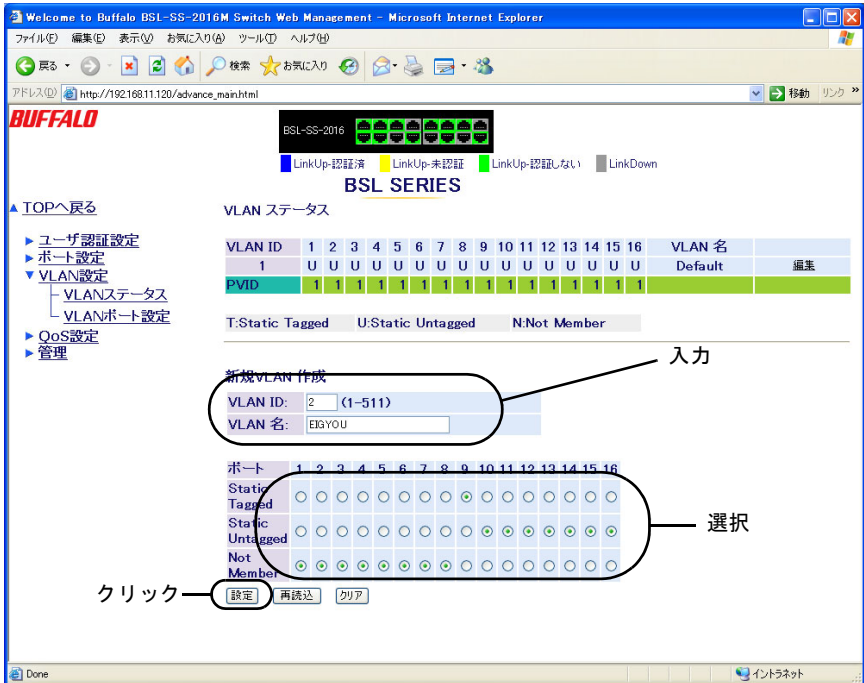 Welcome to Buffalo BSL-SS-2016M Switch Web Management - Microsoft Internet Explorer
ファイル(F) 編集(E) 表示(V) お気に入り(A) ツール(T) ヘルプ(H)
戻る 検索 お気に入り
アドレス(D) http://192.168.11.120/advance_main.html 移動 リンク »
BUFFALO
BSL-SS-2016
LinkUp-認証済 LinkUp-未認証 LinkUp-認証しない LinkDown
BSL SERIES
▲ TOPへ戻る
▶ ユーザ認証設定
▶ ポート設定
▼ VLAN設定
VLANステータス
VLANポート設定
▶ QoS設定
▶ 管理
VLAN ステータス
VLAN ID 1 2 3 4 5 6 7 8 9 10 11 12 13 14 15 16 VLAN 名
1 U U U U U U U U U U U U U U U U Default 編集
PVID 1 1 1 1 1 1 1 1 1 1 1 1 1 1 1 1
T:Static Tagged U:Static Untagged N:Not Member
入力
新規VLAN 作成
VLAN ID: 2 (1-511)
VLAN 名: EIGYOU
ポート 1 2 3 4 5 6 7 8 9 10 11 12 13 14 15 16
Static
Tagged
Static
Untagged
選択
Not
Member
クリック
設定 再読込 クリア
Done イントラネット